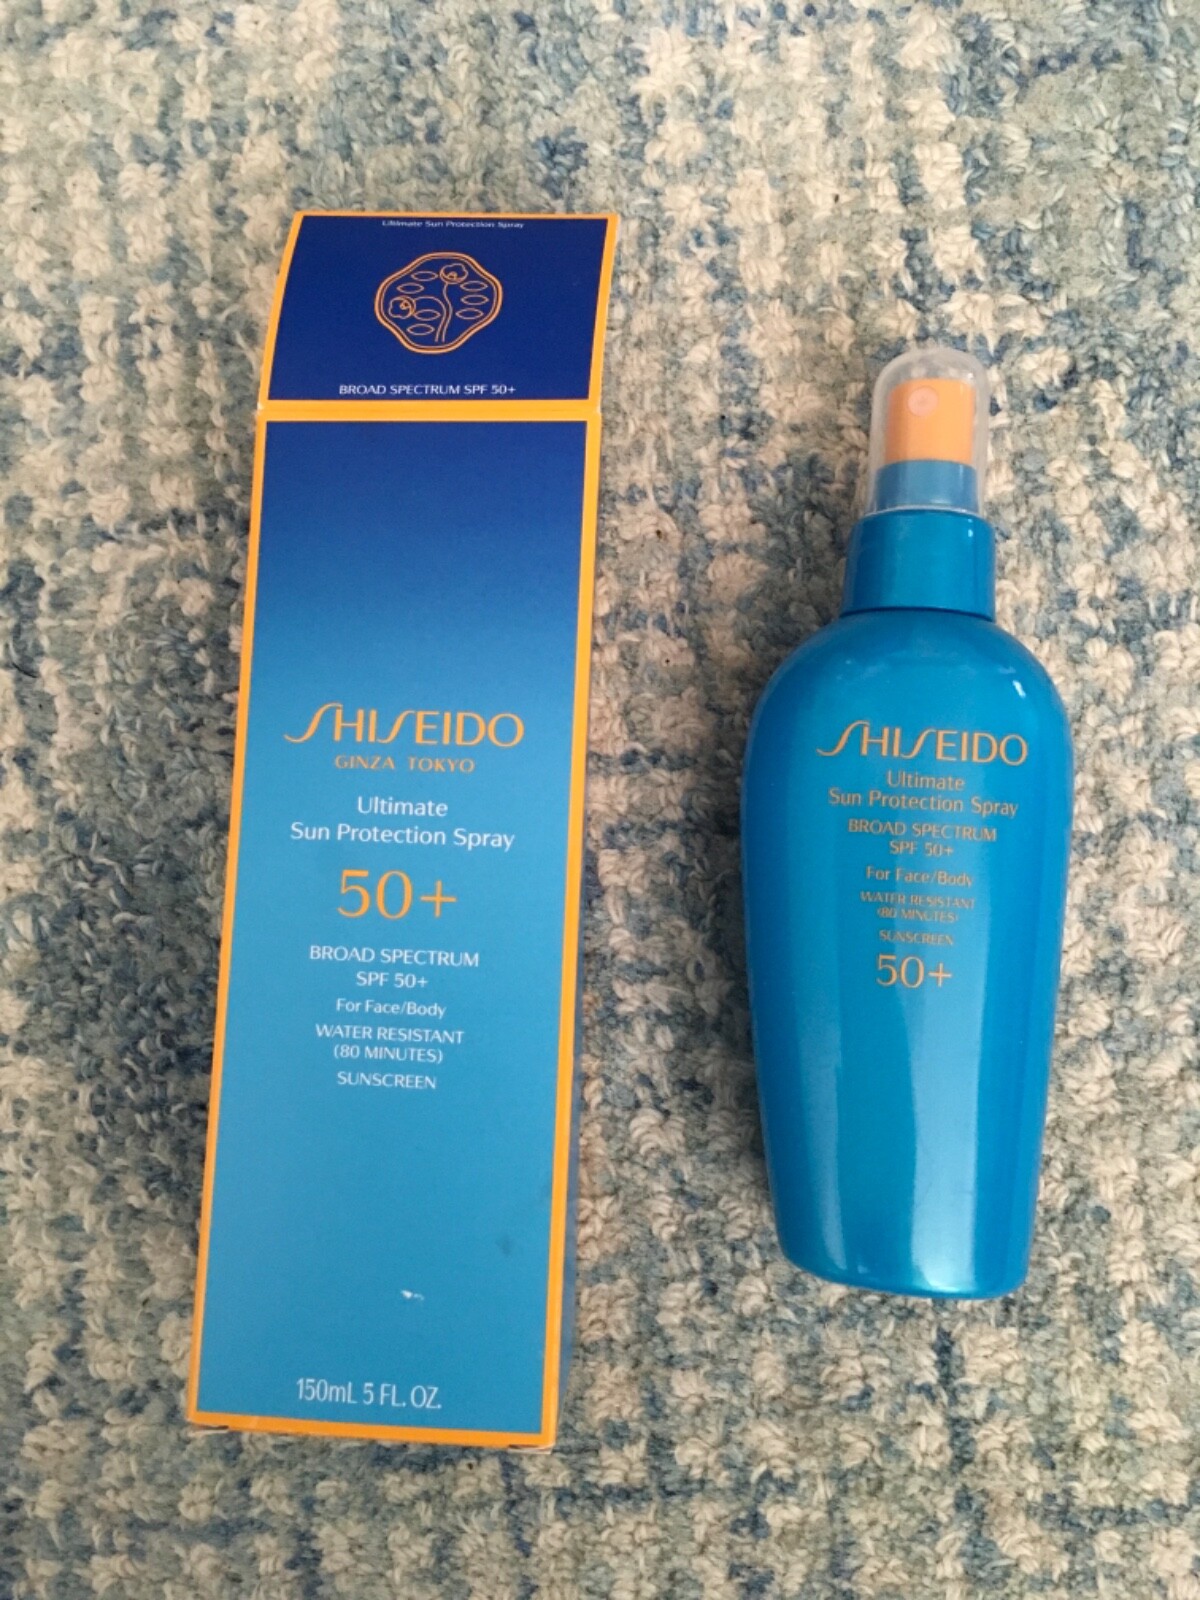 Ultimate Sun Protection Spray
BROAD SPECTRUM SPF 50+
SHISEIDO
GINZA TOKYO
Ultimate
Sun Protection Spray
50+
BROAD SPECTRUM
SPF 50+
For Face/Body
WATER RESISTANT
(80 MINUTES)
SUNSCREEN
150mL 5 FL. OZ.
SHISEIDO
Ultimate
Sun Protection Spray
BROAD SPECTRUM
SPF 50+
For Face/Body
WATER RESISTANT
(80 MINUTES)
SUNSCREEN
50+